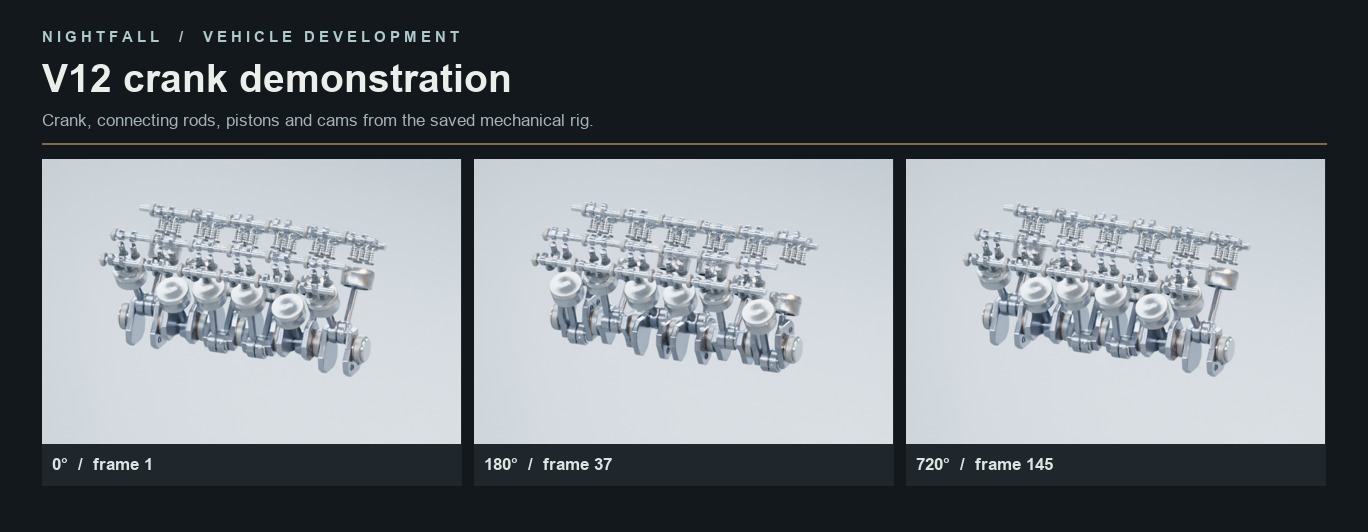 NIGHTFALL / VEHICLE DEVELOPMENT
V12 crank demonstration
Crank, connecting rods, pistons and cams from the saved mechanical rig.
0° / frame 1
180° / frame 37
720° / frame 145